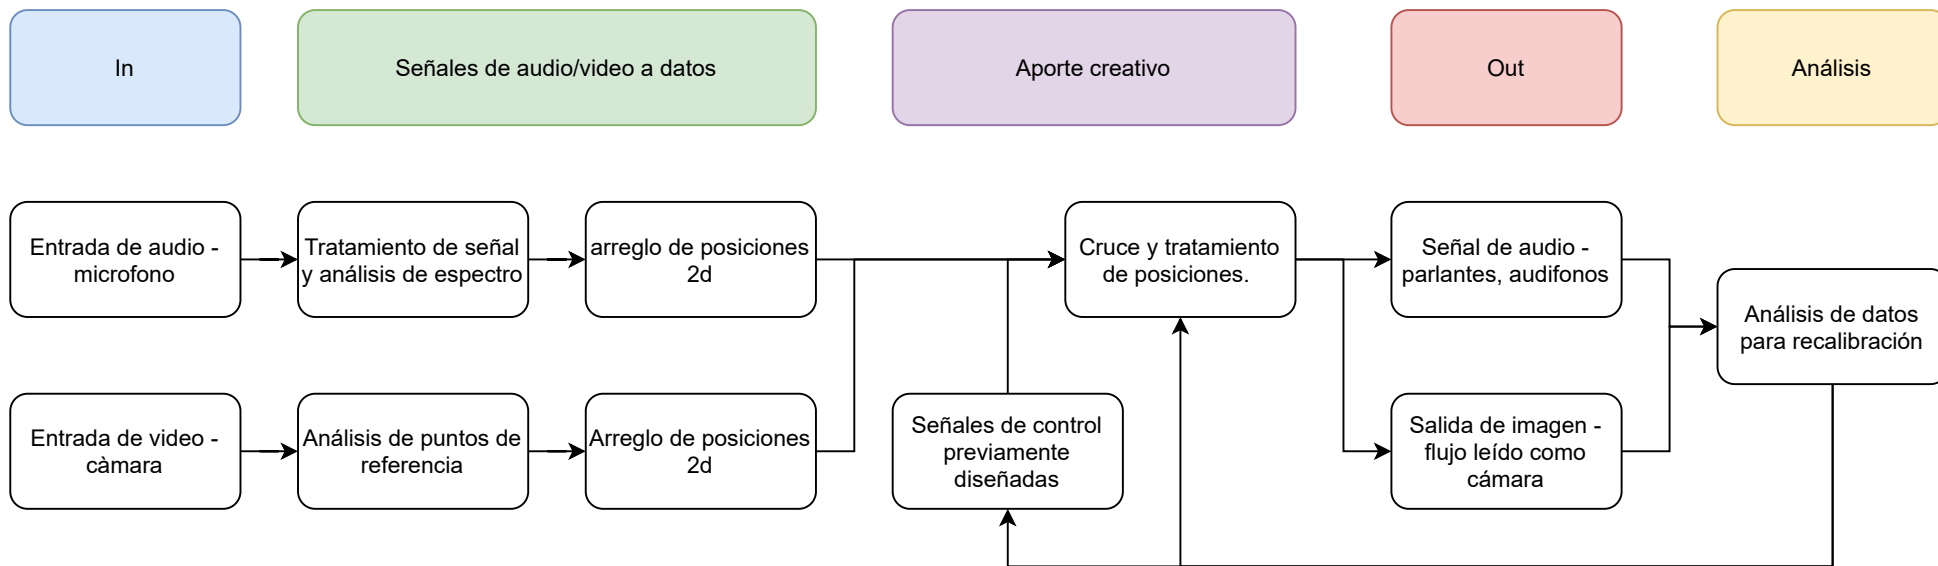 In
Señales de audio/video a datos
Aporte creativo
Out
Análisis
Entrada de audio -
microfono
Tratamiento de señal
y análisis de espectro
arreglo de posiciones
2d
Cruce y tratamiento
de posiciones.
Señal de audio -
parlantes, audifonos
Análisis de datos
para recalibración
Entrada de video -
càmara
Análisis de puntos de
referencia
Arreglo de posiciones
2d
Señales de control
previamente
diseñadas
Salida de imagen -
flujo leído como
cámara